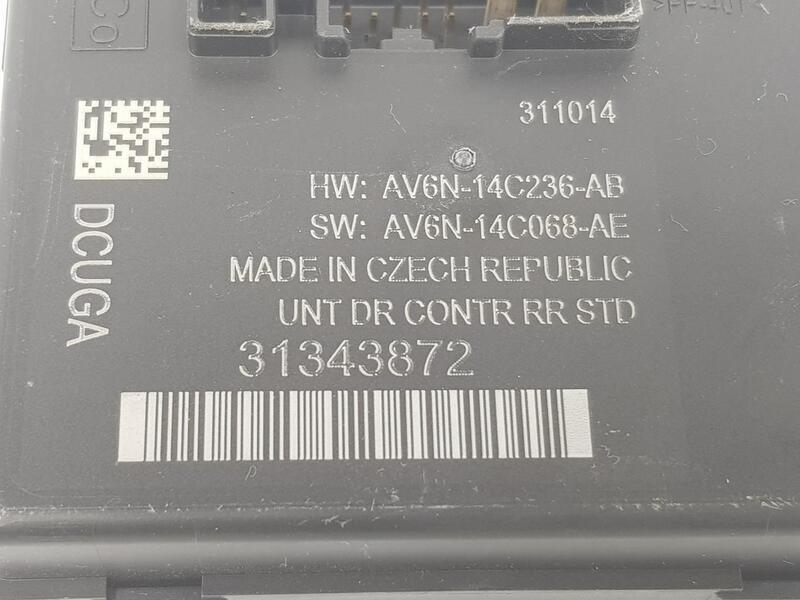 Co
311014
HW: AV6N-14C236-AB
SW: AV6N-14C068-AE
MADE IN CZECH REPUBLIC
UNT DR CONTR RR STD
31343872
DCUGA